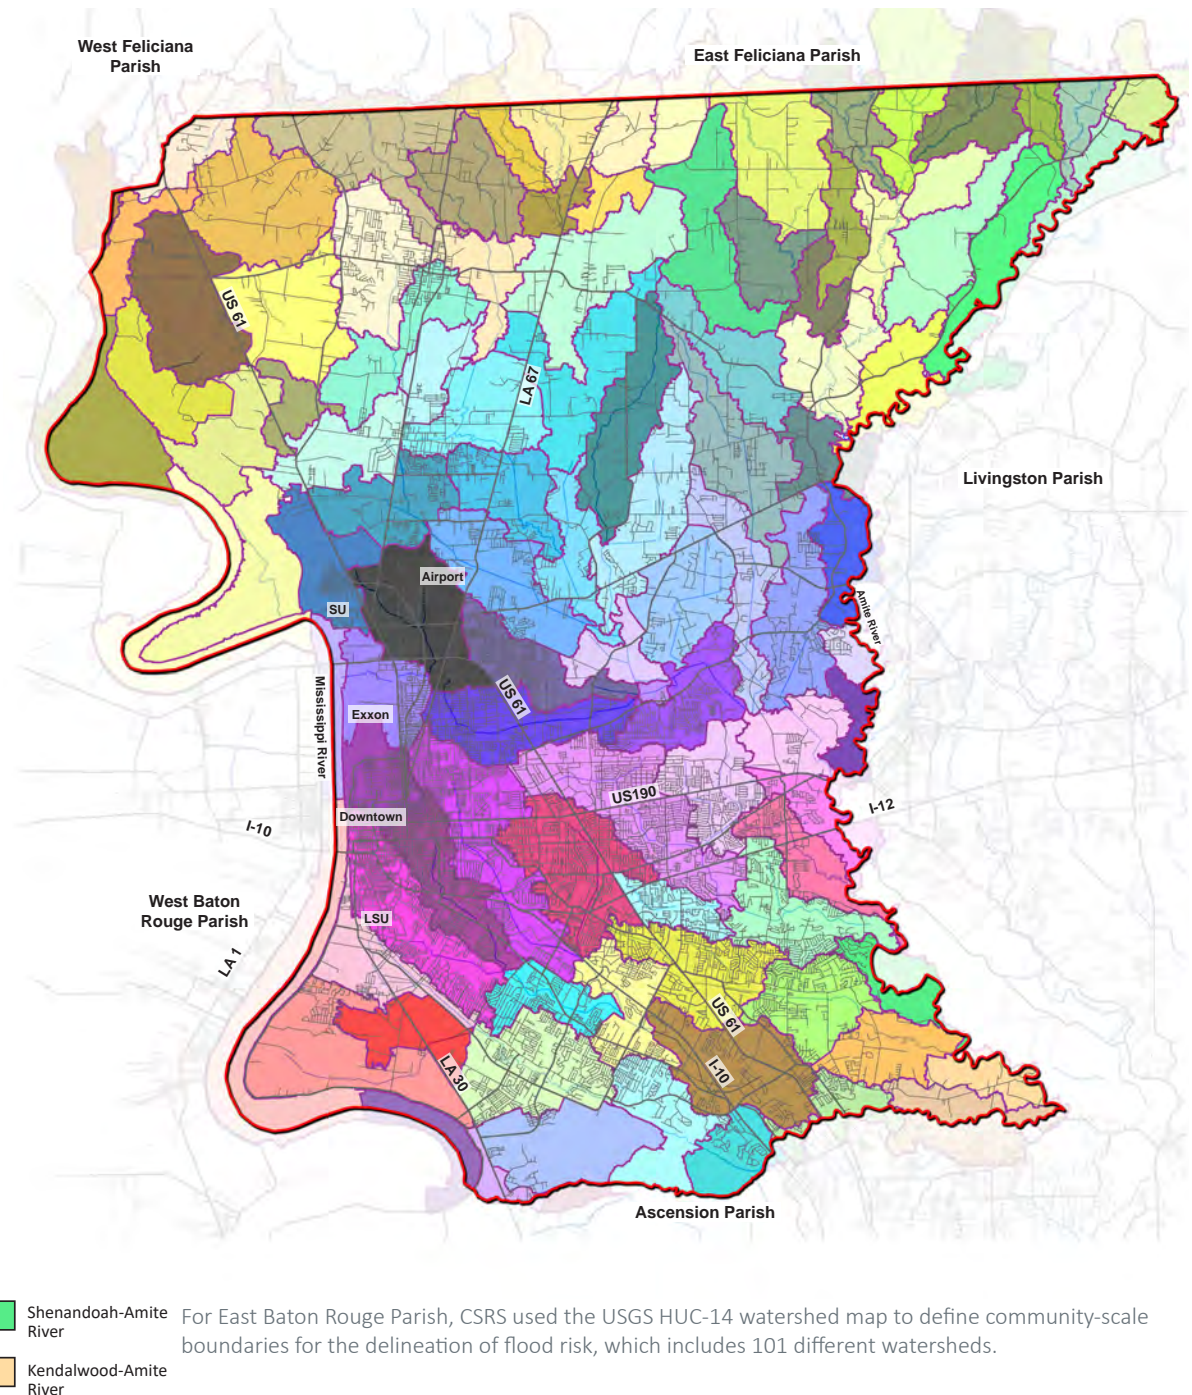 West Feliciana
Parish
East Feliciana Parish
US 61
LA 67
Livingston Parish
Airport
SU
Amite River
US 61
Mississippi River
Exxon
US190
I-12
Downtown
I-10
West Baton
Rouge Parish
LSU
LA 1
US 61
I-10
LA 30
Ascension Parish
Shenandoah-Amite
River
For East Baton Rouge Parish, CSRS used the USGS HUC-14 watershed map to define community-scale
boundaries for the delineation of flood risk, which includes 101 different watersheds.
Kendalwood-Amite
River